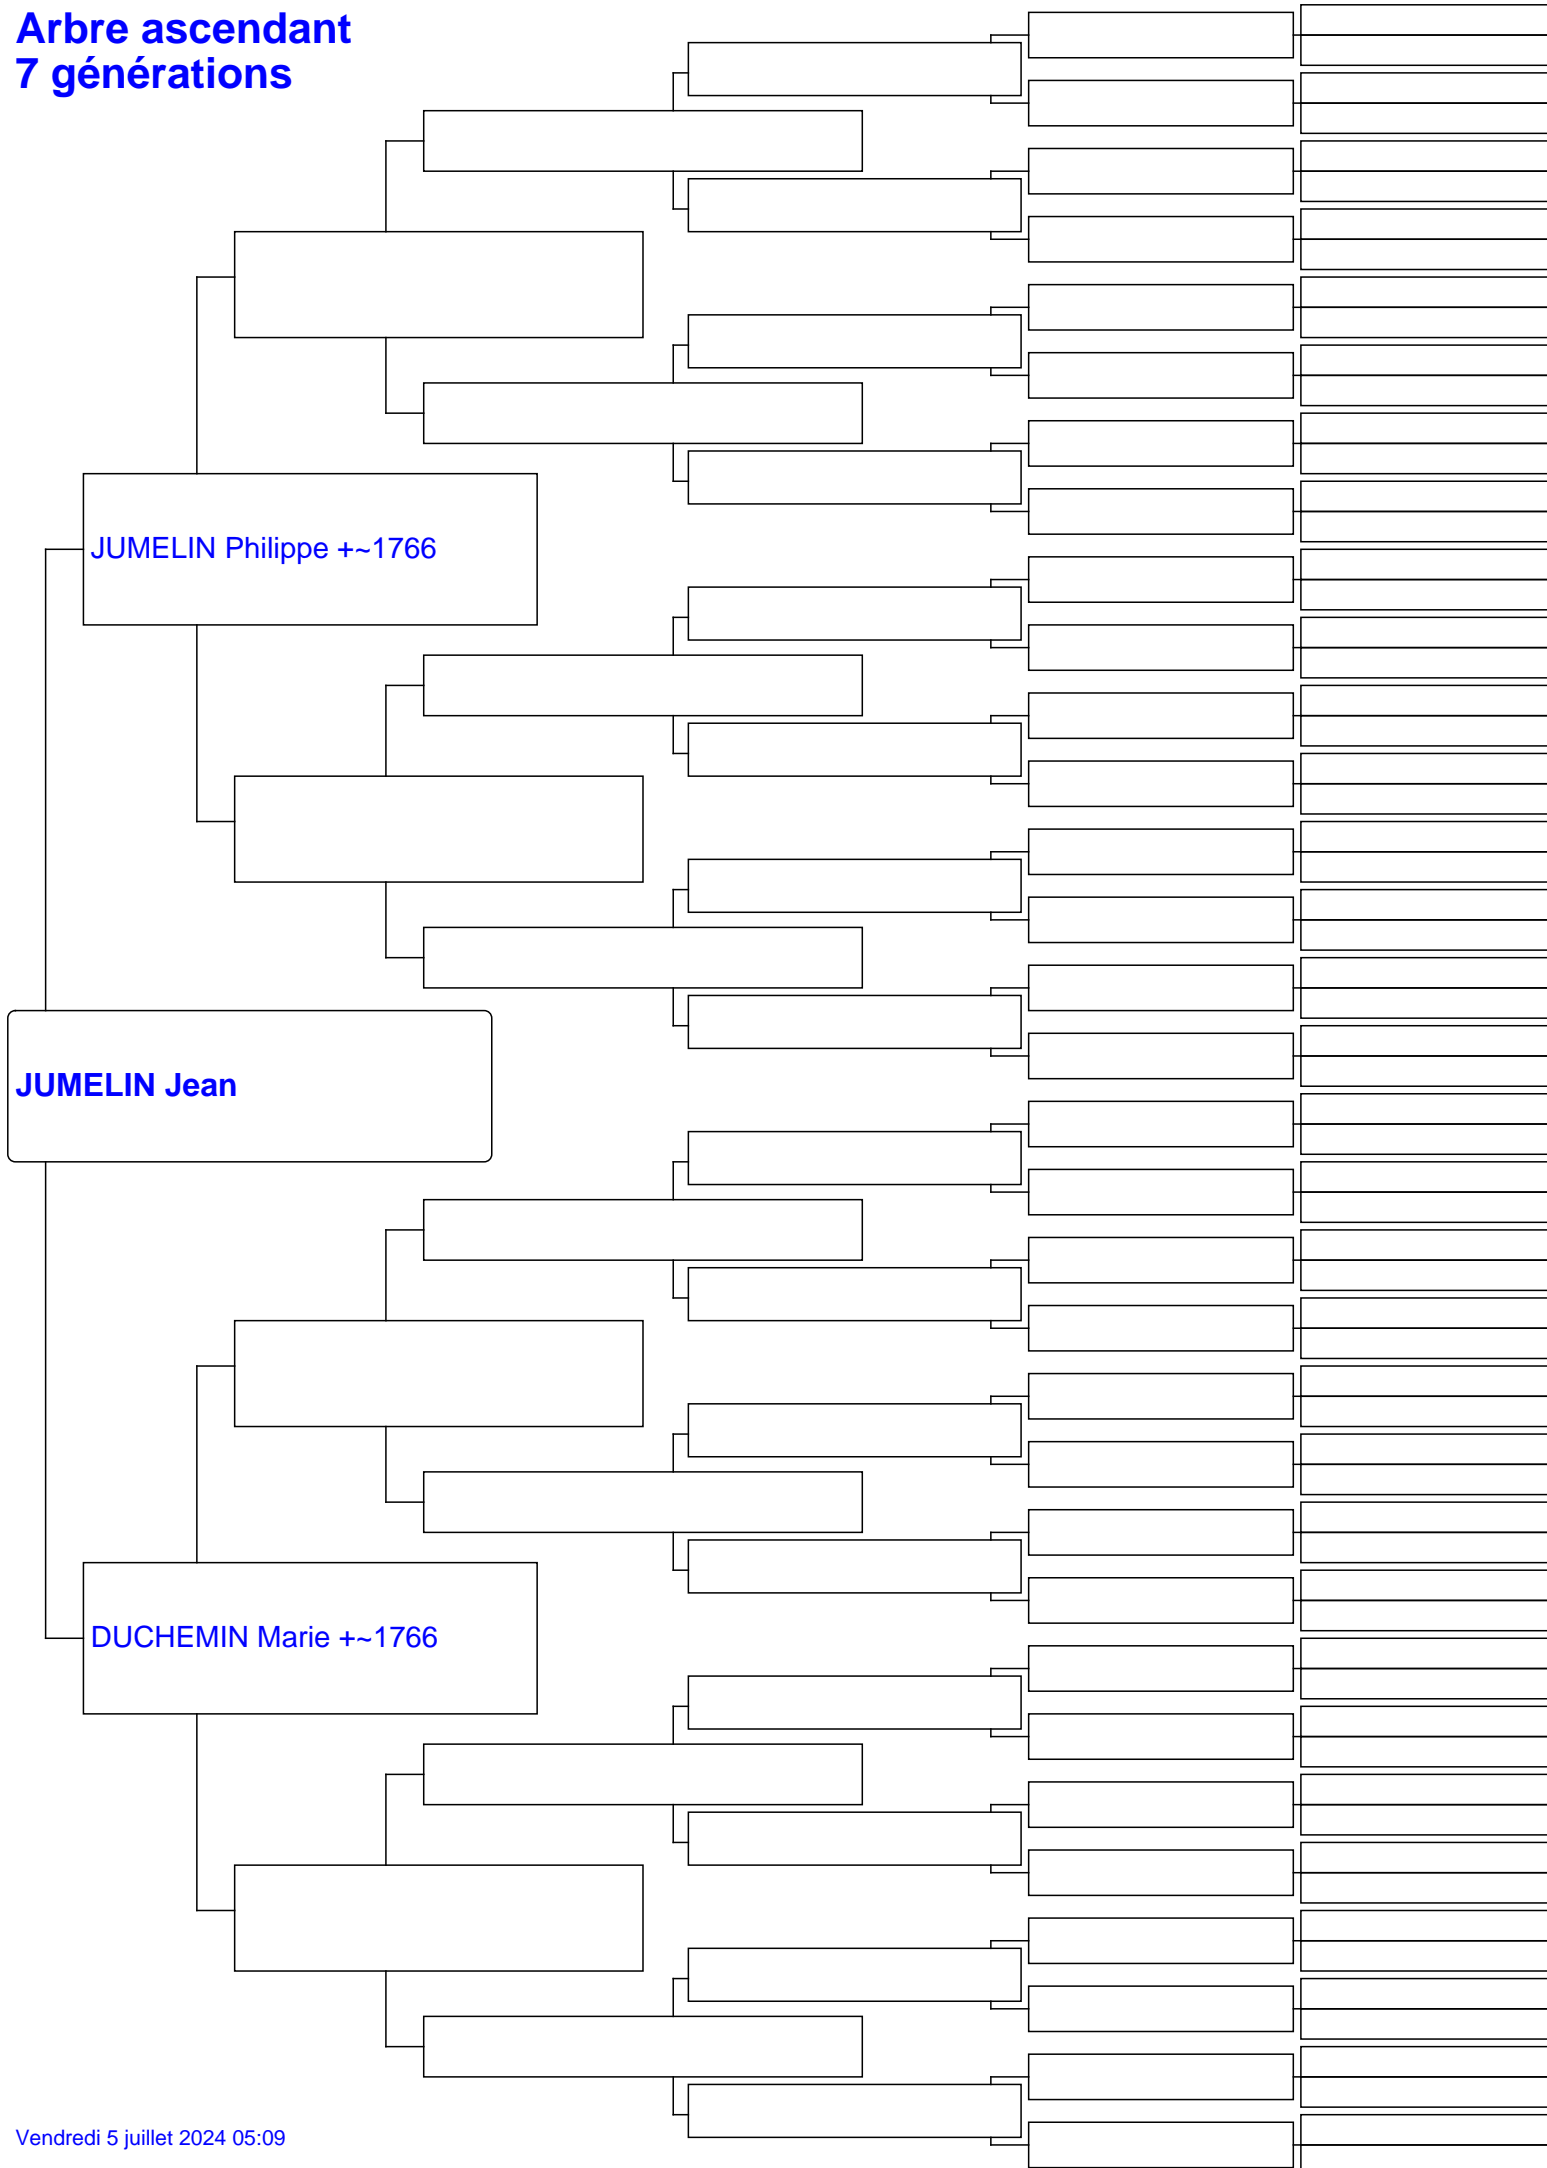 Arbre ascendant
7 générations
JUMELIN Philippe +~1766
JUMELIN Jean
DUCHEMIN Marie +~1766
Vendredi 5 juillet 2024 05:09